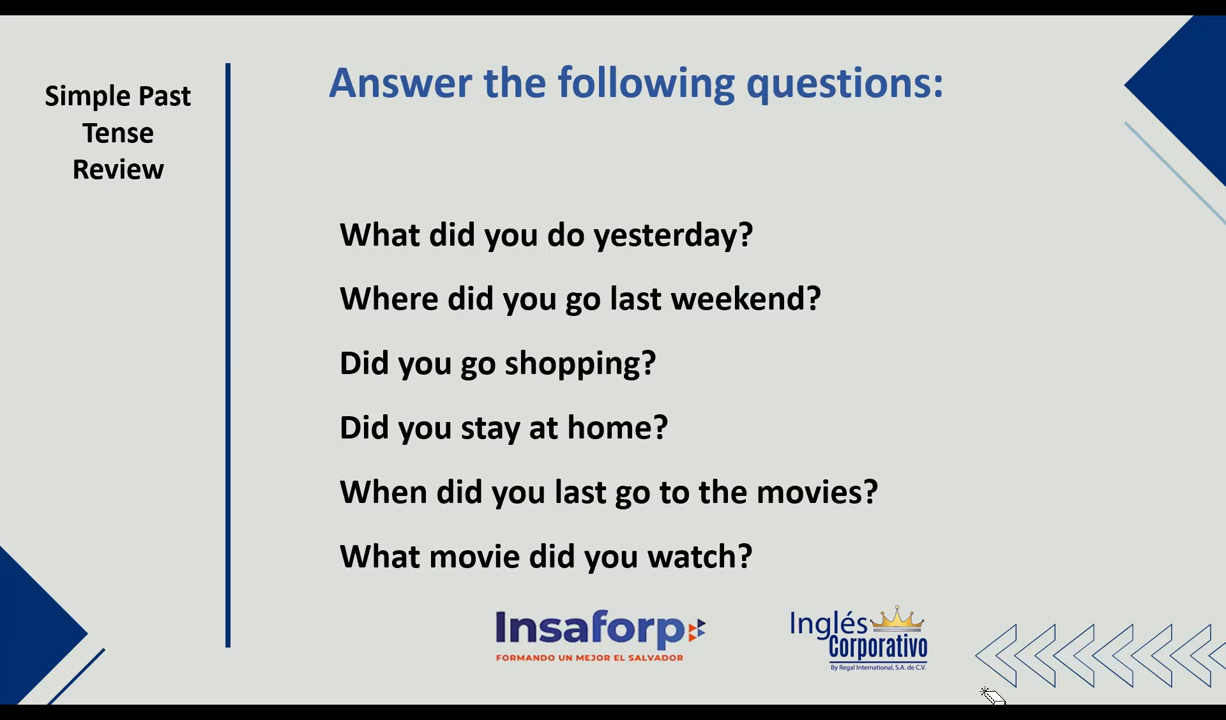 Simple Past
Tense
Review
Answer the following questions:
What did you do yesterday?
Where did you go last weekend?
Did you go shopping?
Did you stay at home?
When did you last go to the movies?
What movie did you watch?
Insaforp
FORMANDO UN MEJOR EL SALVADOR
Inglés
Corporativo
By Regal International, S.A. de C.V.